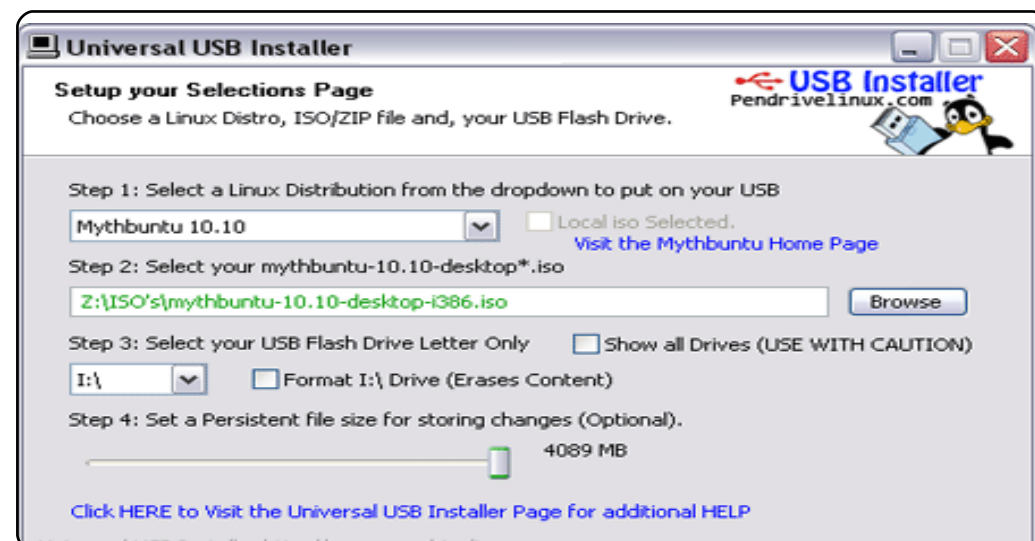 Universal USB Installer
Setup your Selections Page
Choose a Linux Distro, ISO/ZIP file and, your USB Flash Drive.
USB Installer
Pendrivelinux.com
Step 1: Select a Linux Distribution from the dropdown to put on your USB
Mythbuntu 10.10
Local iso Selected.
Visit the Mythbuntu Home Page
Step 2: Select your mythbuntu-10.10-desktop*.iso
Z:\ISO's\mythbuntu-10.10-desktop-i386.iso
Browse
Step 3: Select your USB Flash Drive Letter Only
Show all Drives (USE WITH CAUTION)
I:\
Format I:\ Drive (Erases Content)
Step 4: Set a Persistent file size for storing changes (Optional).
4089 MB
Click HERE to Visit the Universal USB Installer Page for additional HELP